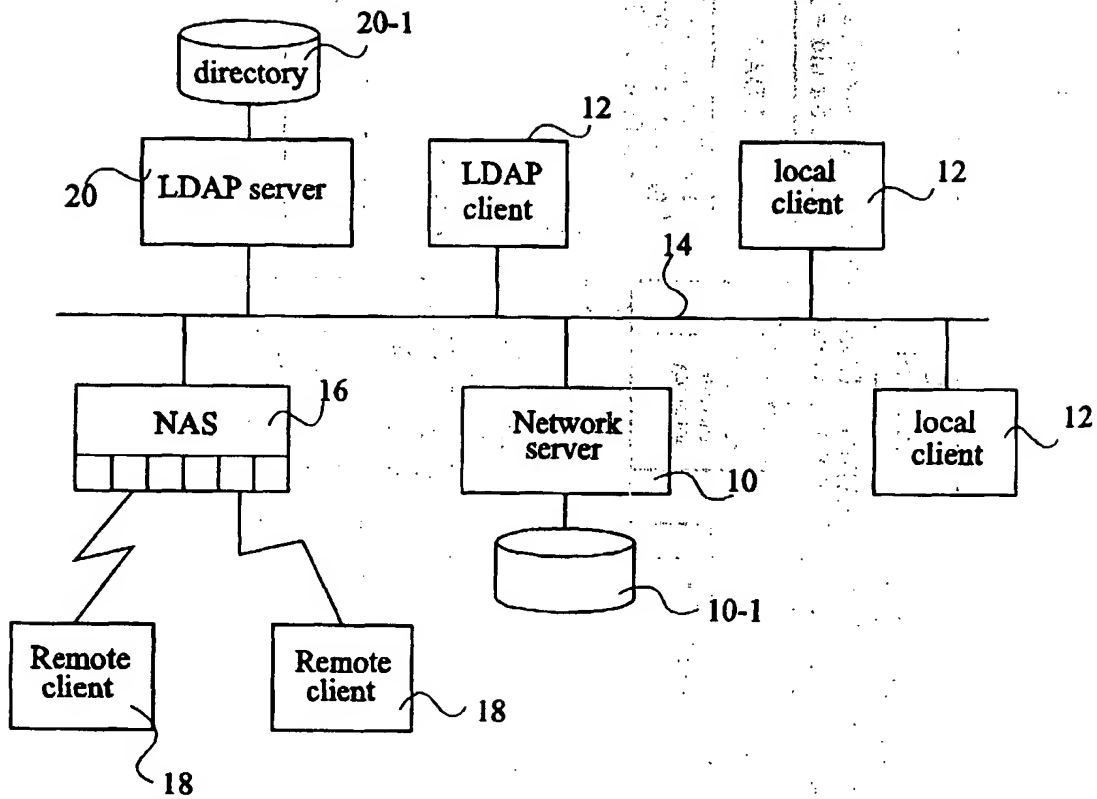 20-1
directory
12
LDAP server
20
LDAP
client
local
client
12
14
NAS
16
Network
server
10
local
client
12
10-1
Remote
client
18
Remote
client
18